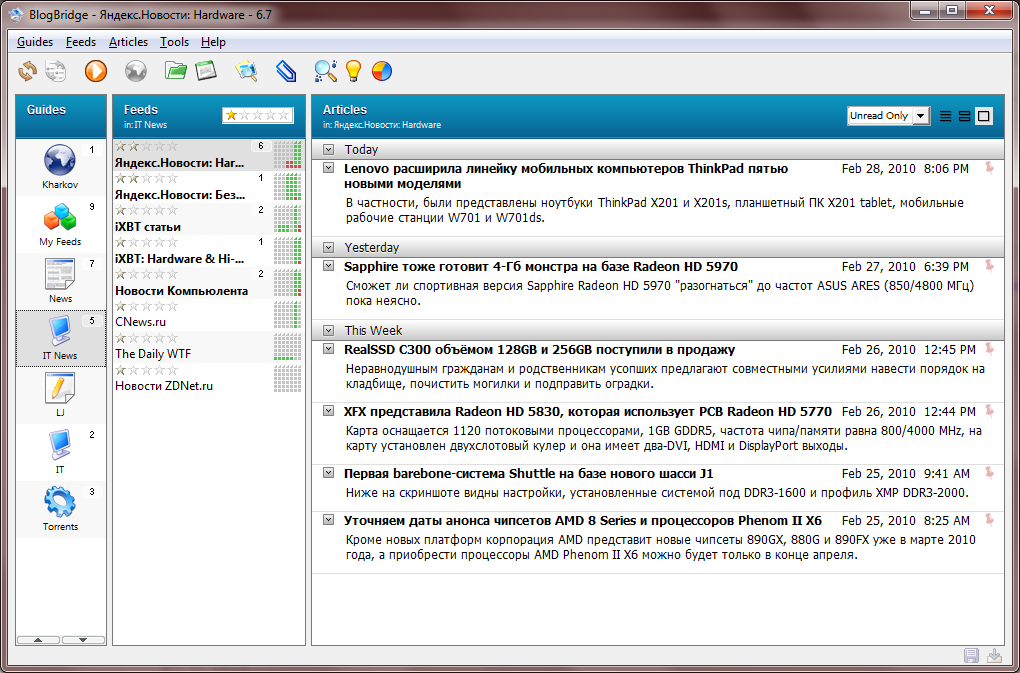 BlogBridge - Яндекс.Новости: Hardware - 6.7
Guides Feeds Articles Tools Help
Guides
1
Kharkov
9
My Feeds
7
News
5
IT News
LJ
2
IT
3
Torrents
Feeds
in: IT News
6
Яндекс.Новости: Har...
1
Яндекс.Новости: Без...
2
iXBT статьи
1
iXBT: Hardware & Hi-...
2
Новости Компьюлента
CNews.ru
The Daily WTF
Новости ZDNet.ru
Articles
in: Яндекс.Новости: Hardware
Unread Only
Today
Lenovo расширила линейку мобильных компьютеров ThinkPad пятью Feb 28, 2010 8:06 PM
новыми моделями
В частности, были представлены ноутбуки ThinkPad X201 и X201s, планшетный ПК X201 tablet, мобильные
рабочие станции W701 и W701ds.
Yesterday
Sapphire тоже готовит 4-Гб монстра на базе Radeon HD 5970 Feb 27, 2010 6:39 PM
Сможет ли спортивная версия Sapphire Radeon HD 5970 "разогнаться" до частот ASUS ARES (850/4800 МГц)
пока неясно.
This Week
RealSSD C300 объёмом 128GB и 256GB поступили в продажу Feb 26, 2010 12:45 PM
Неравнодушным гражданам и родственникам усопших предлагают совместными усилиями навести порядок на
кладбище, почистить могилки и подправить оградки.
XFX представила Radeon HD 5830, которая использует PCB Radeon HD 5770 Feb 26, 2010 12:44 PM
Карта оснащается 1120 потоковыми процессорами, 1GB GDDR5, частота чипа/памяти равна 800/4000 MHz, на
карту установлен двухслотовый кулер и она имеет два-DVI, HDMI и DisplayPort выходы.
Первая barebone-система Shuttle на базе нового шасси J1 Feb 25, 2010 9:41 AM
Ниже на скриншоте видны настройки, установленные системой под DDR3-1600 и профиль XMP DDR3-2000.
Уточняем даты анонса чипсетов AMD 8 Series и процессоров Phenom II X6 Feb 25, 2010 8:25 AM
Кроме новых платформ корпорация AMD представит новые чипсеты 890GX, 880G и 890FX уже в марте 2010
года, а приобрести процессоры AMD Phenom II X6 можно будет только в конце апреля.